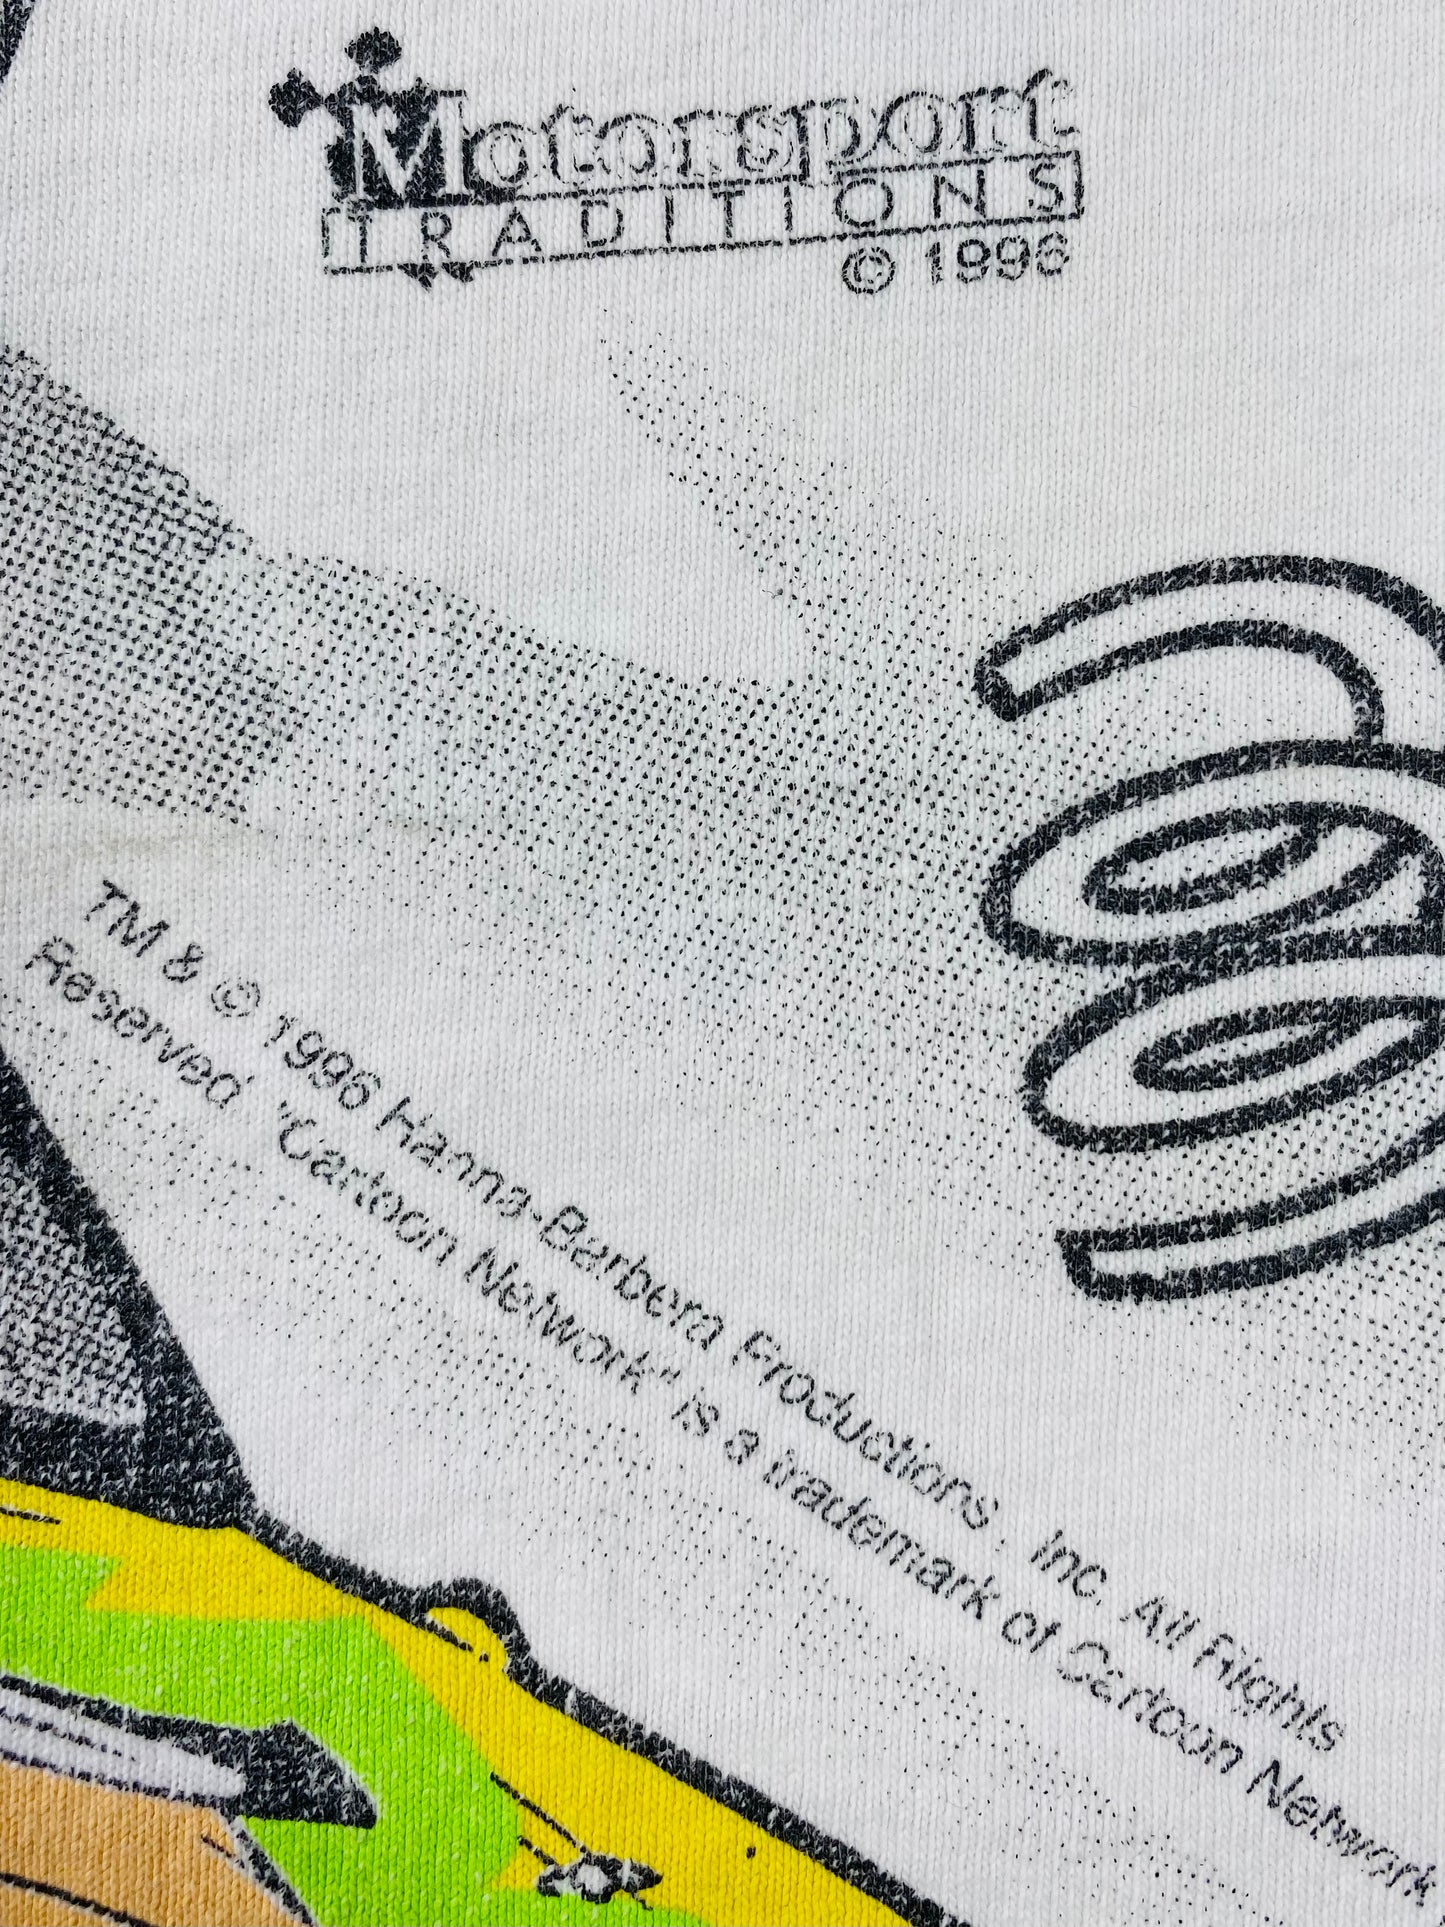 Motorsport
TRADITIONS
© 1996
TM & © 1996 Hanna-Barbera Productions, Inc. All Rights
Reserved "Cartoon Network" is a trademark of Cartoon Network